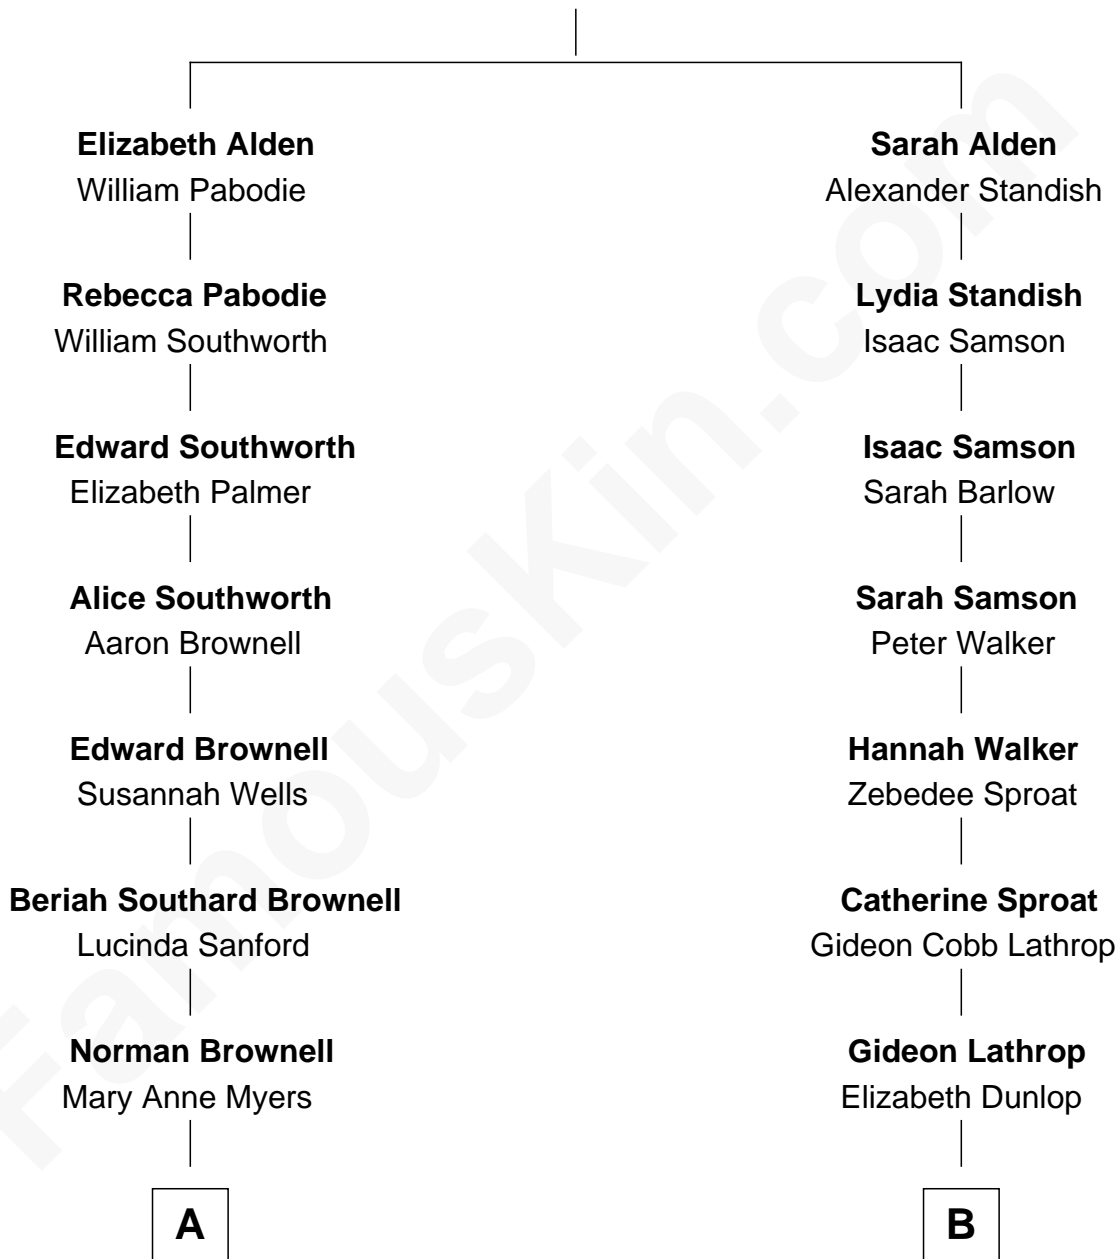 Elizabeth Alden
William Pabodie
Rebecca Pabodie
William Southworth
Edward Southworth
Elizabeth Palmer
Alice Southworth
Aaron Brownell
Edward Brownell
Susannah Wells
Beriah Southard Brownell
Lucinda Sanford
Norman Brownell
Mary Anne Myers
A
Sarah Alden
Alexander Standish
Lydia Standish
Isaac Samson
Isaac Samson
Sarah Barlow
Sarah Samson
Peter Walker
Hannah Walker
Zebedee Sproat
Catherine Sproat
Gideon Cobb Lathrop
Gideon Lathrop
Elizabeth Dunlop
B
FamousKin.com